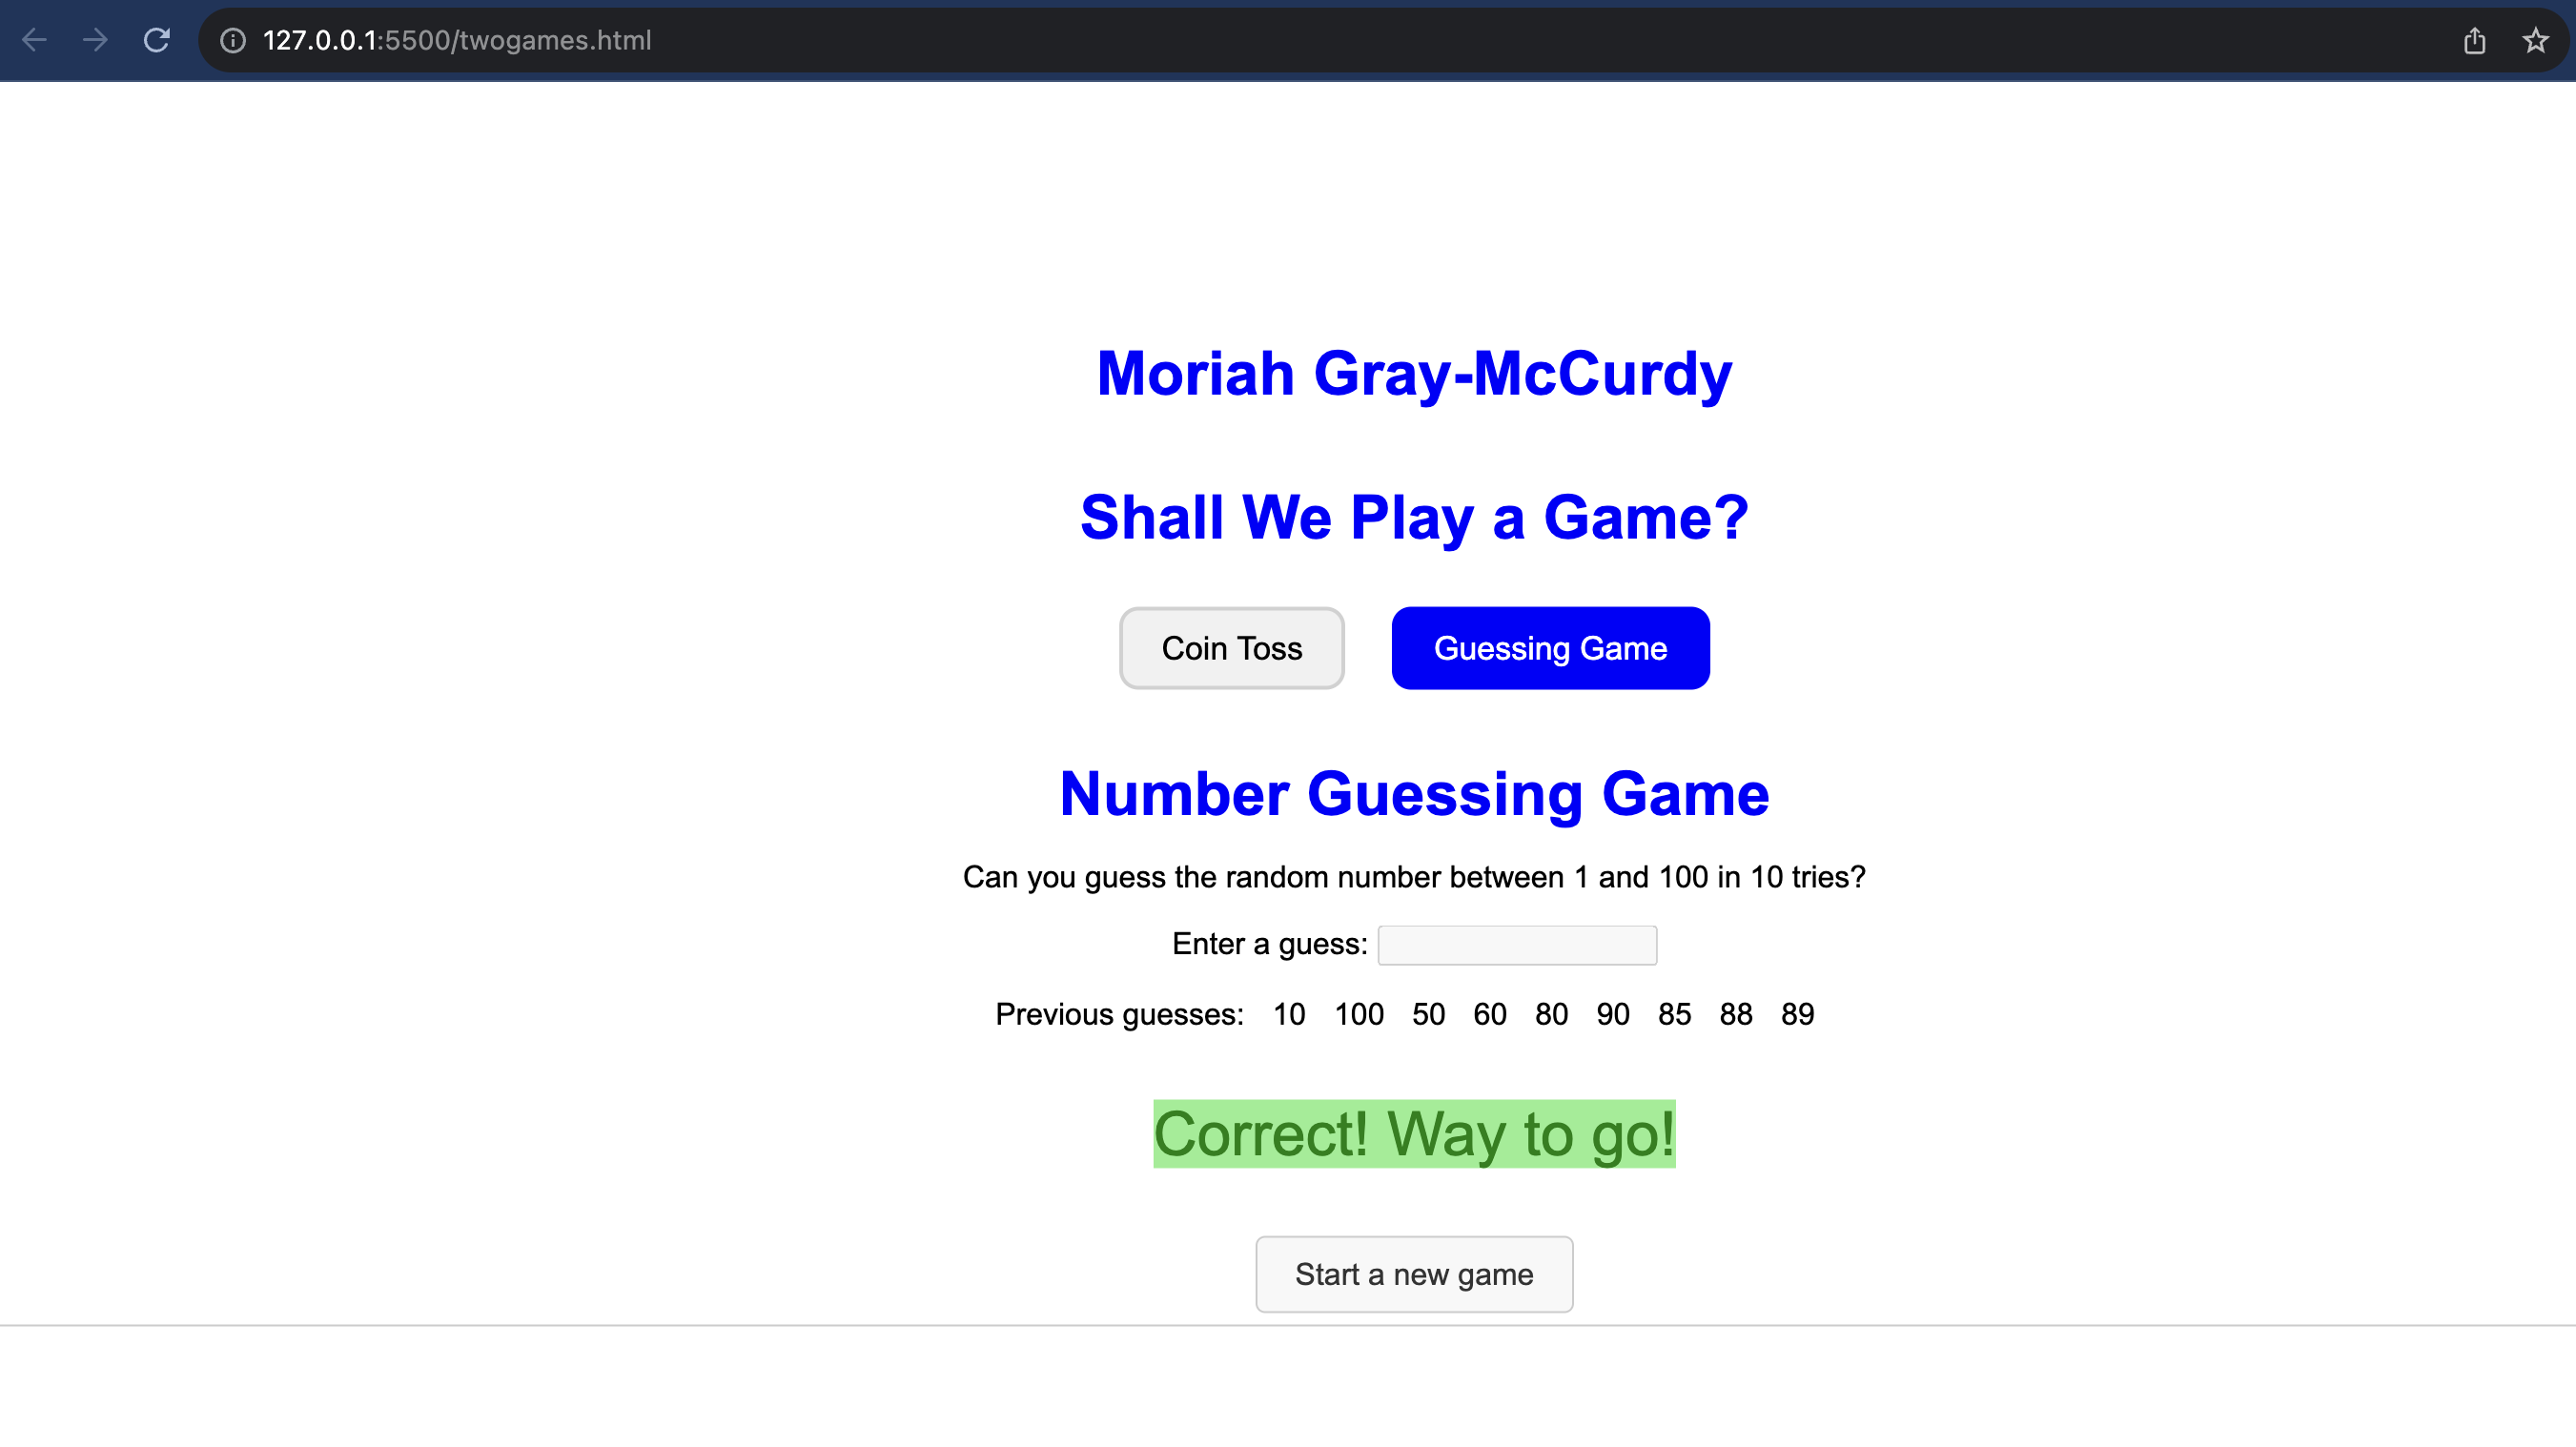 127.0.0.1:5500/twogames.html
Moriah Gray-McCurdy
Shall We Play a Game?
Coin Toss Guessing Game
Number Guessing Game
Can you guess the random number between 1 and 100 in 10 tries?
Enter a guess:
Previous guesses: 10 100 50 60 80 90 85 88 89
Correct! Way to go!
Start a new game